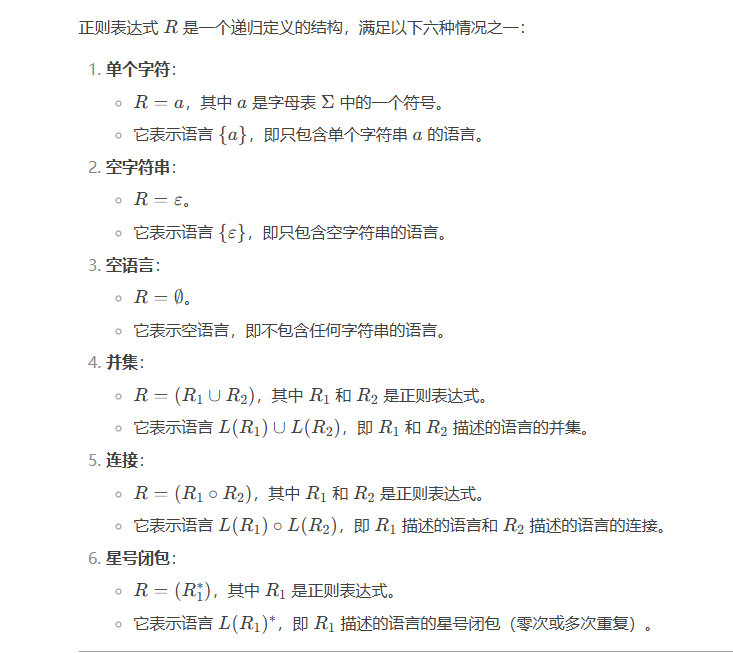 正则表达式 R 是一个递归定义的结构，满足以下六种情况之一：
1. 单个字符：
◦ R = a，其中 a 是字母表 Σ 中的一个符号。
◦ 它表示语言 {a}，即只包含单个字符串 a 的语言。
2. 空字符串：
◦ R = ε。
◦ 它表示语言 {ε}，即只包含空字符串的语言。
3. 空语言：
◦ R = ∅。
◦ 它表示空语言，即不包含任何字符串的语言。
4. 并集：
◦ R = (R₁ ∪ R₂)，其中 R₁ 和 R₂ 是正则表达式。
◦ 它表示语言 L(R₁) ∪ L(R₂)，即 R₁ 和 R₂ 描述的语言的并集。
5. 连接：
◦ R = (R₁ ∘ R₂)，其中 R₁ 和 R₂ 是正则表达式。
◦ 它表示语言 L(R₁) ∘ L(R₂)，即 R₁ 描述的语言和 R₂ 描述的语言的连接。
6. 星号闭包：
◦ R = (R₁*)，其中 R₁ 是正则表达式。
◦ 它表示语言 L(R₁)*，即 R₁ 描述的语言的星号闭包（零次或多次重复）。